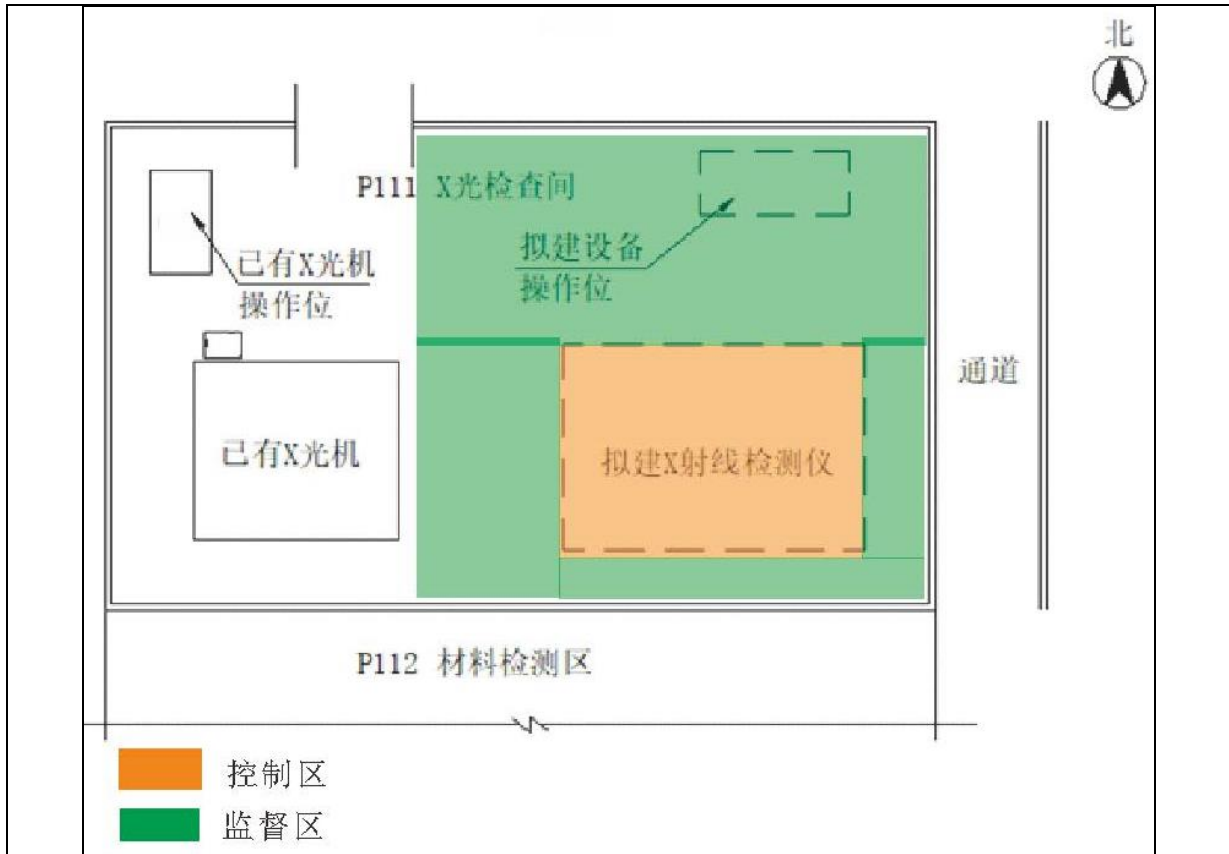 北
P111 X光检查间
已有X光机
操作位
拟建设备
操作位
通道
已有X光机
拟建X射线检测仪
P112 材料检测区
控制区
监督区